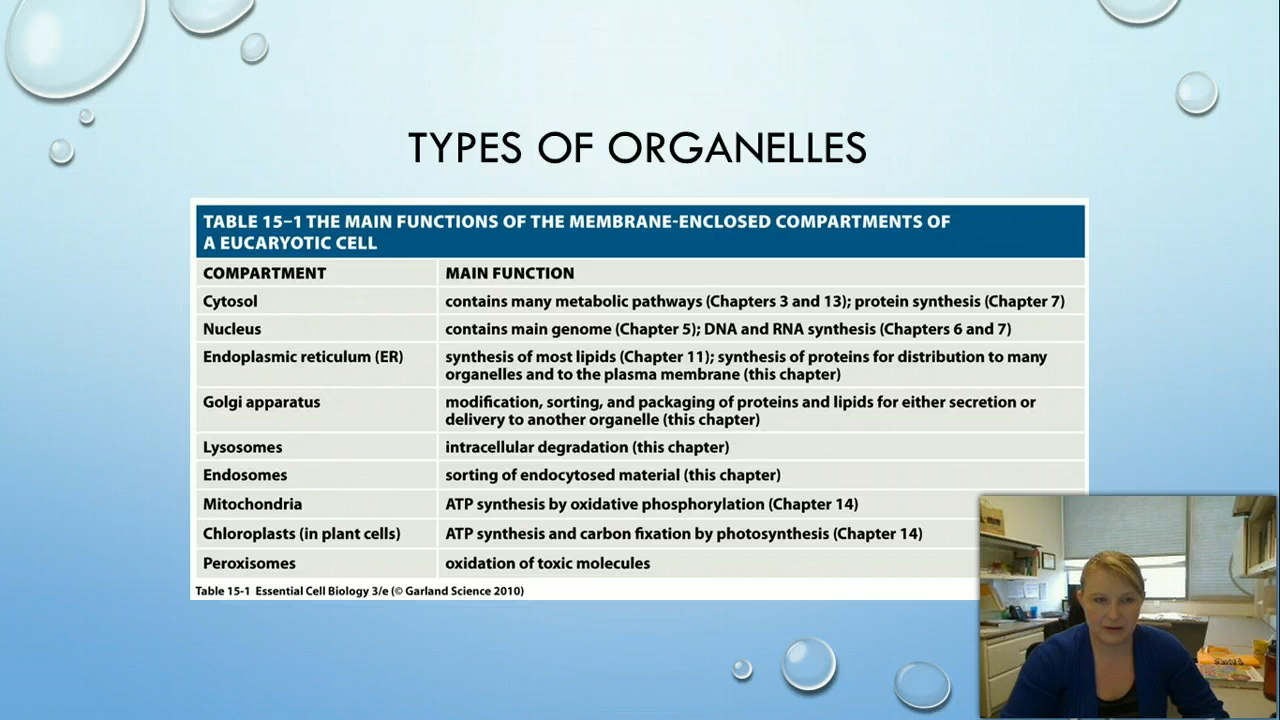 TYPES OF ORGANELLES
TABLE 15–1 THE MAIN FUNCTIONS OF THE MEMBRANE-ENCLOSED COMPARTMENTS OF
A EUCARYOTIC CELL
COMPARTMENT MAIN FUNCTION
Cytosol contains many metabolic pathways (Chapters 3 and 13); protein synthesis (Chapter 7)
Nucleus contains main genome (Chapter 5); DNA and RNA synthesis (Chapters 6 and 7)
Endoplasmic reticulum (ER) synthesis of most lipids (Chapter 11); synthesis of proteins for distribution to many
organelles and to the plasma membrane (this chapter)
Golgi apparatus modification, sorting, and packaging of proteins and lipids for either secretion or
delivery to another organelle (this chapter)
Lysosomes intracellular degradation (this chapter)
Endosomes sorting of endocytosed material (this chapter)
Mitochondria ATP synthesis by oxidative phosphorylation (Chapter 14)
Chloroplasts (in plant cells) ATP synthesis and carbon fixation by photosynthesis (Chapter 14)
Peroxisomes oxidation of toxic molecules
Table 15-1 Essential Cell Biology 3/e (© Garland Science 2010)